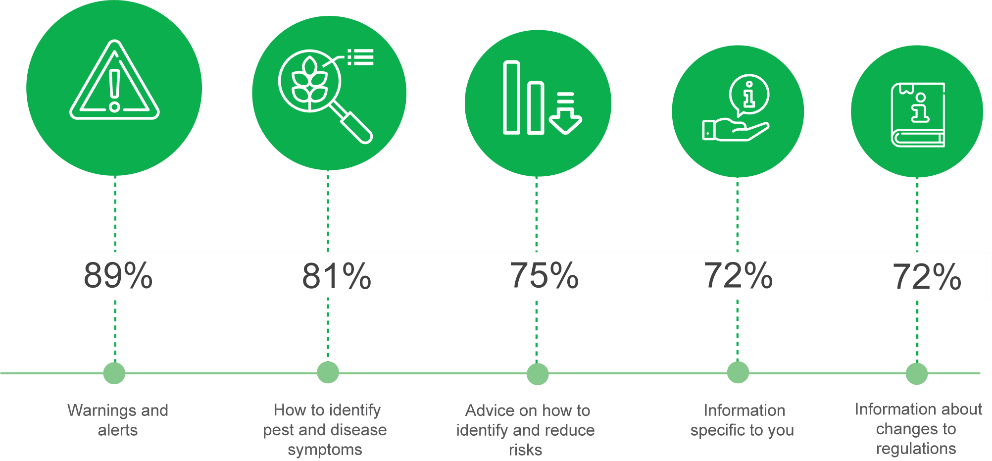 89%
81%
75%
72%
72%
Warnings and
alerts
How to identify
pest and disease
symptoms
Advice on how to
identify and reduce
risks
Information
specific to you
Information about
changes to
regulations